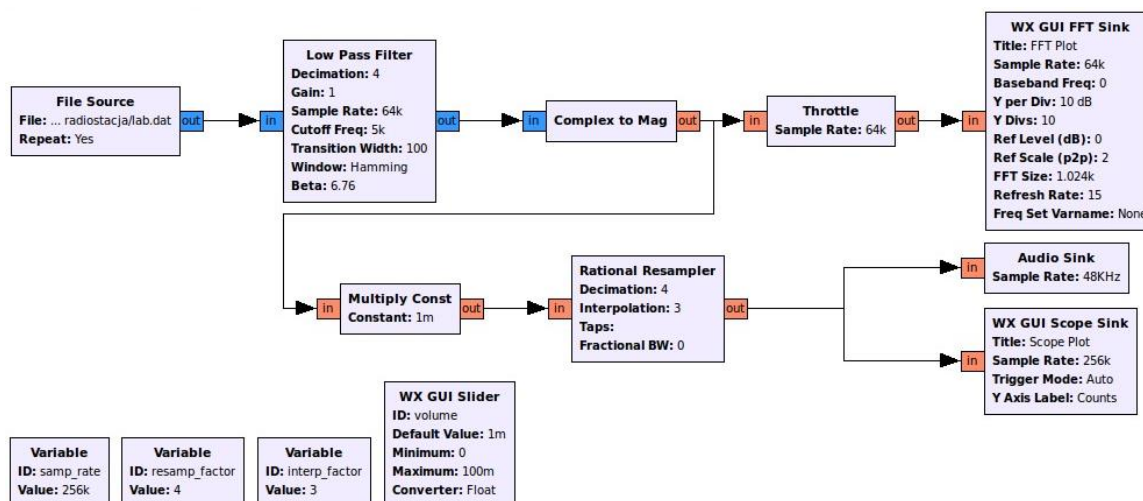 File Source
File: ... radiostacja/lab.dat
Repeat: Yes
out
in
Low Pass Filter
Decimation: 4
Gain: 1
Sample Rate: 64k
Cutoff Freq: 5k
Transition Width: 100
Window: Hamming
Beta: 6.76
out
in
Complex to Mag
out
in
Throttle
Sample Rate: 64k
out
in
WX GUI FFT Sink
Title: FFT Plot
Sample Rate: 64k
Baseband Freq: 0
Y per Div: 10 dB
Y Divs: 10
Ref Level (dB): 0
Ref Scale (p2p): 2
FFT Size: 1.024k
Refresh Rate: 15
Freq Set Varname: None
in
Multiply Const
Constant: 1m
out
in
Rational Resampler
Decimation: 4
Interpolation: 3
Taps:
Fractional BW: 0
out
in
Audio Sink
Sample Rate: 48KHz
in
WX GUI Scope Sink
Title: Scope Plot
Sample Rate: 256k
Trigger Mode: Auto
Y Axis Label: Counts
Variable
ID: samp_rate
Value: 256k
Variable
ID: resamp_factor
Value: 4
Variable
ID: interp_factor
Value: 3
WX GUI Slider
ID: volume
Default Value: 1m
Minimum: 0
Maximum: 100m
Converter: Float